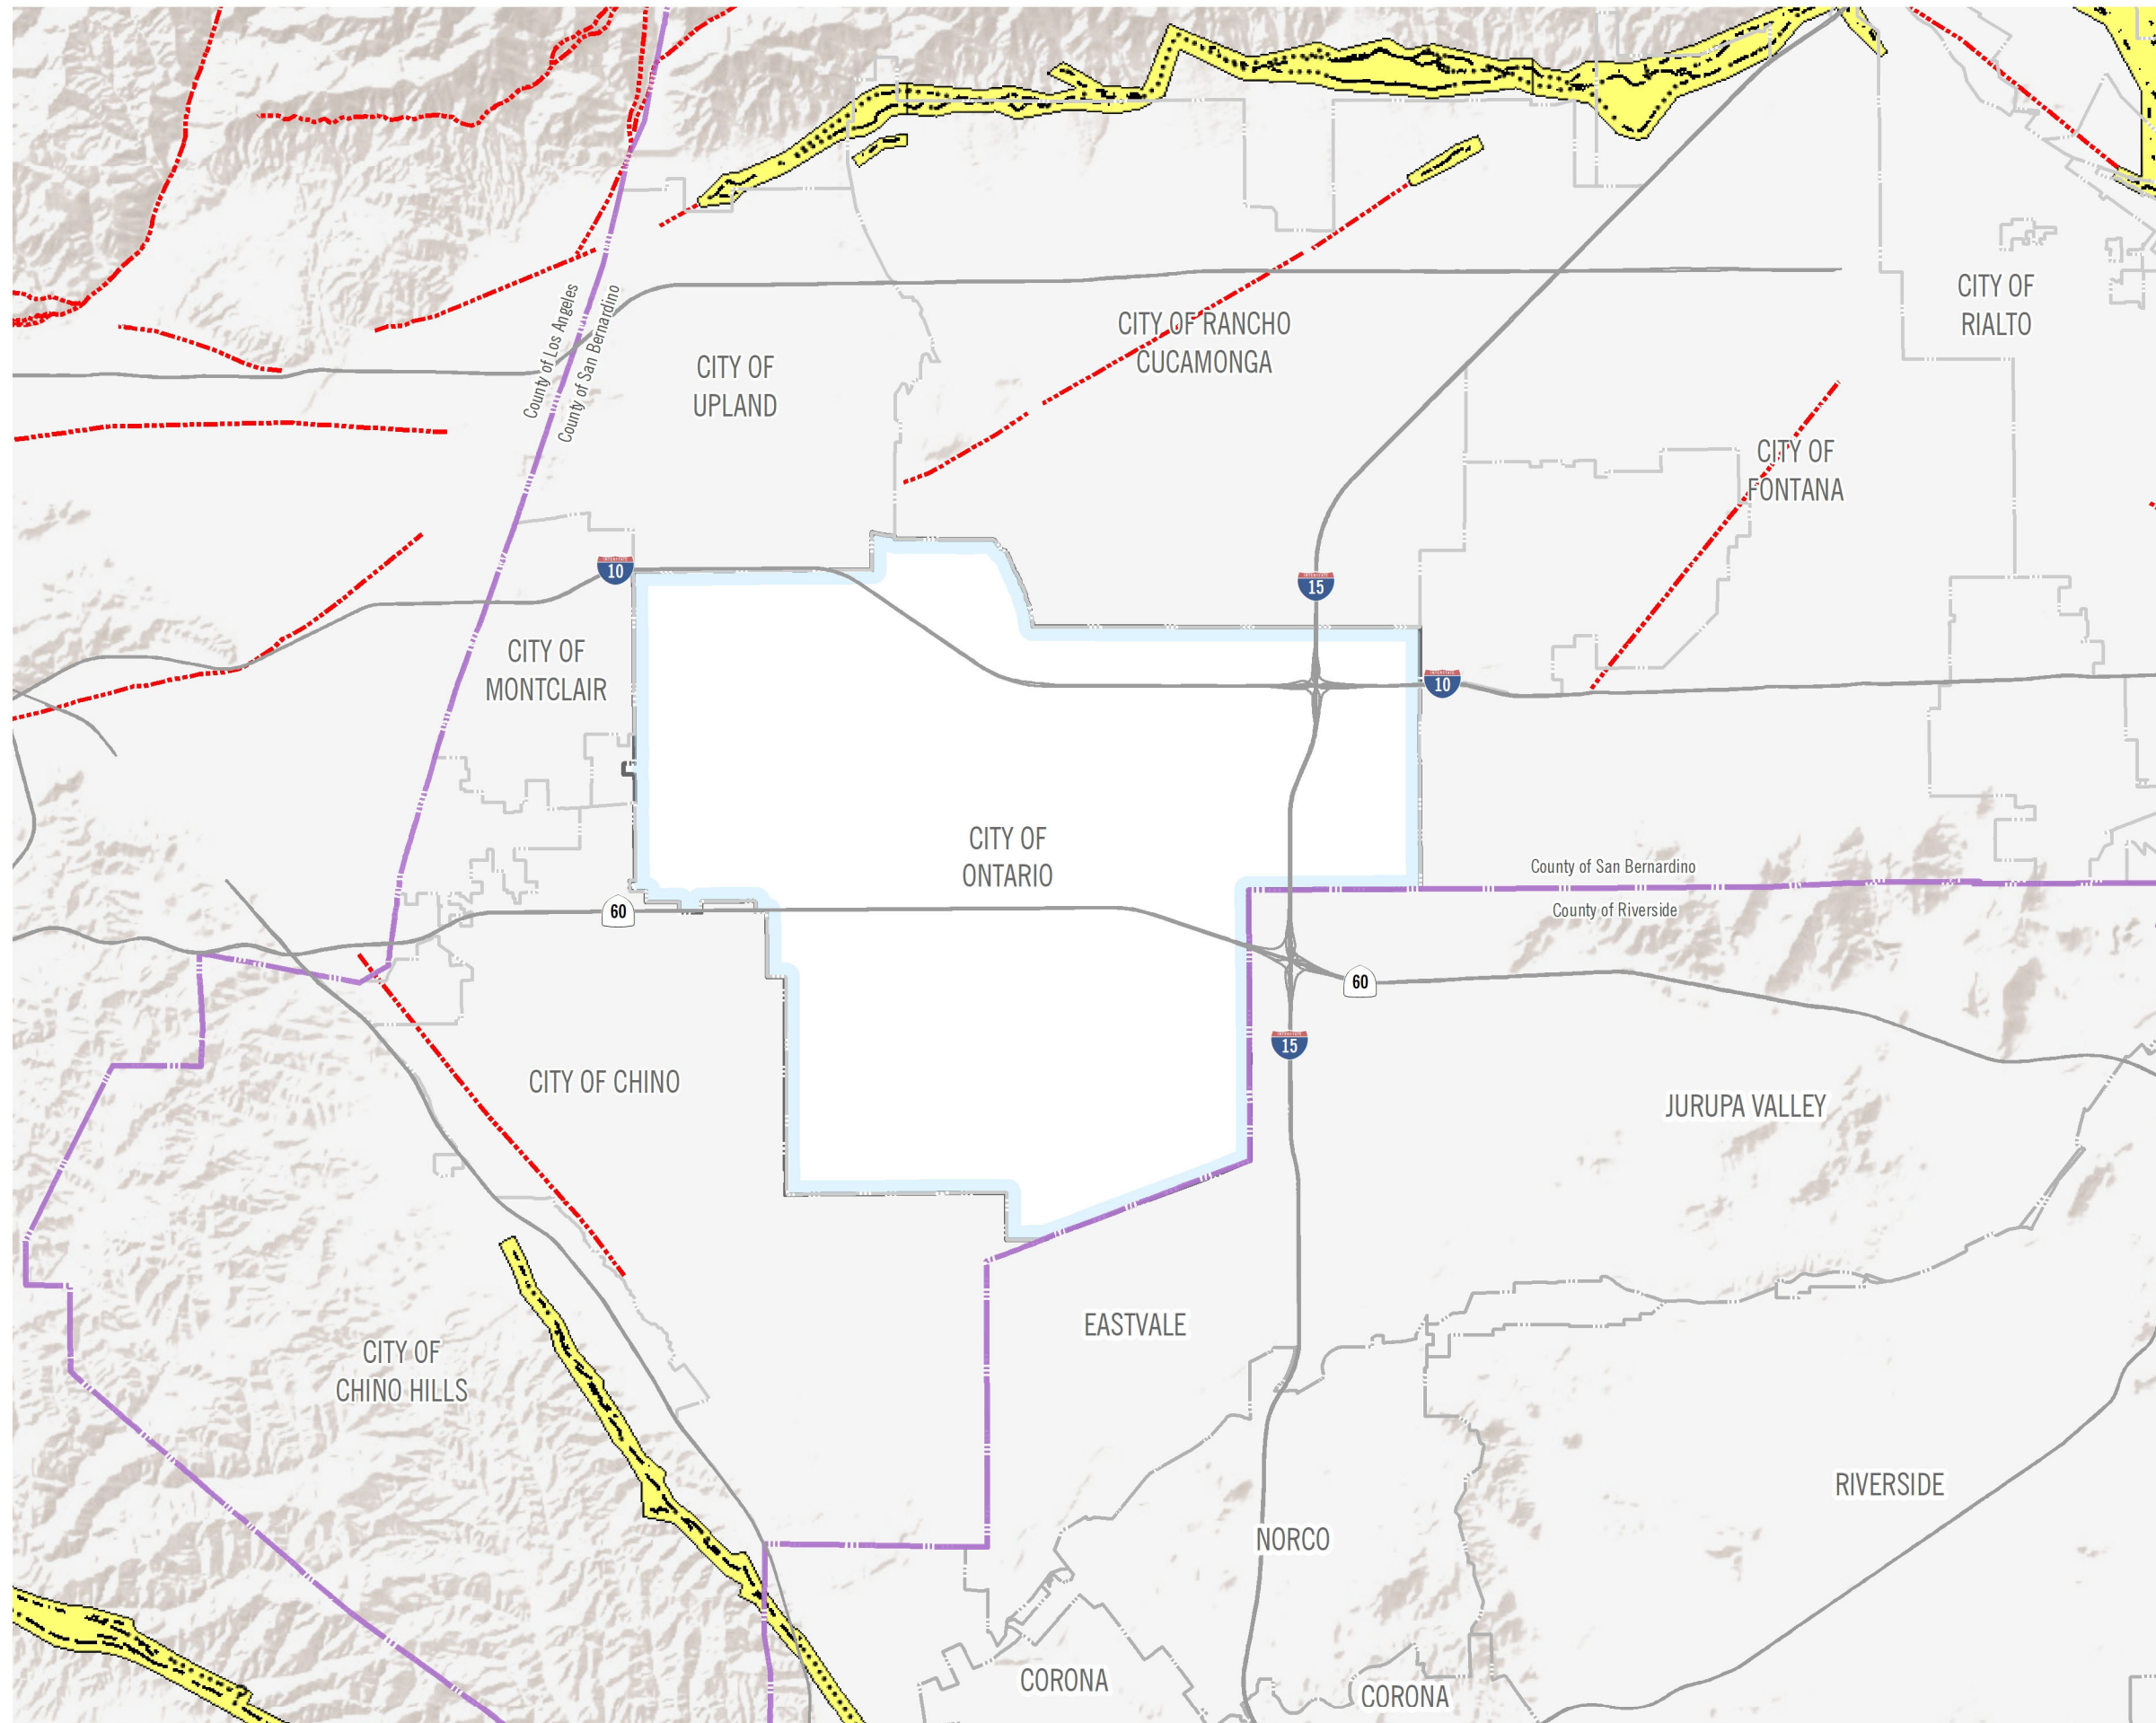 CITY OF
RIALTO
County of Los Angeles
County of San Bernardino
CITY OF RANCHO
CUCAMONGA
CITY OF
UPLAND
CITY OF
FONTANA
10
15
CITY OF
MONTCLAIR
10
CITY OF
ONTARIO
County of San Bernardino
County of Riverside
60
60
15
CITY OF CHINO
JURUPA VALLEY
EASTVALE
CITY OF
CHINO HILLS
RIVERSIDE
NORCO
CORONA
CORONA